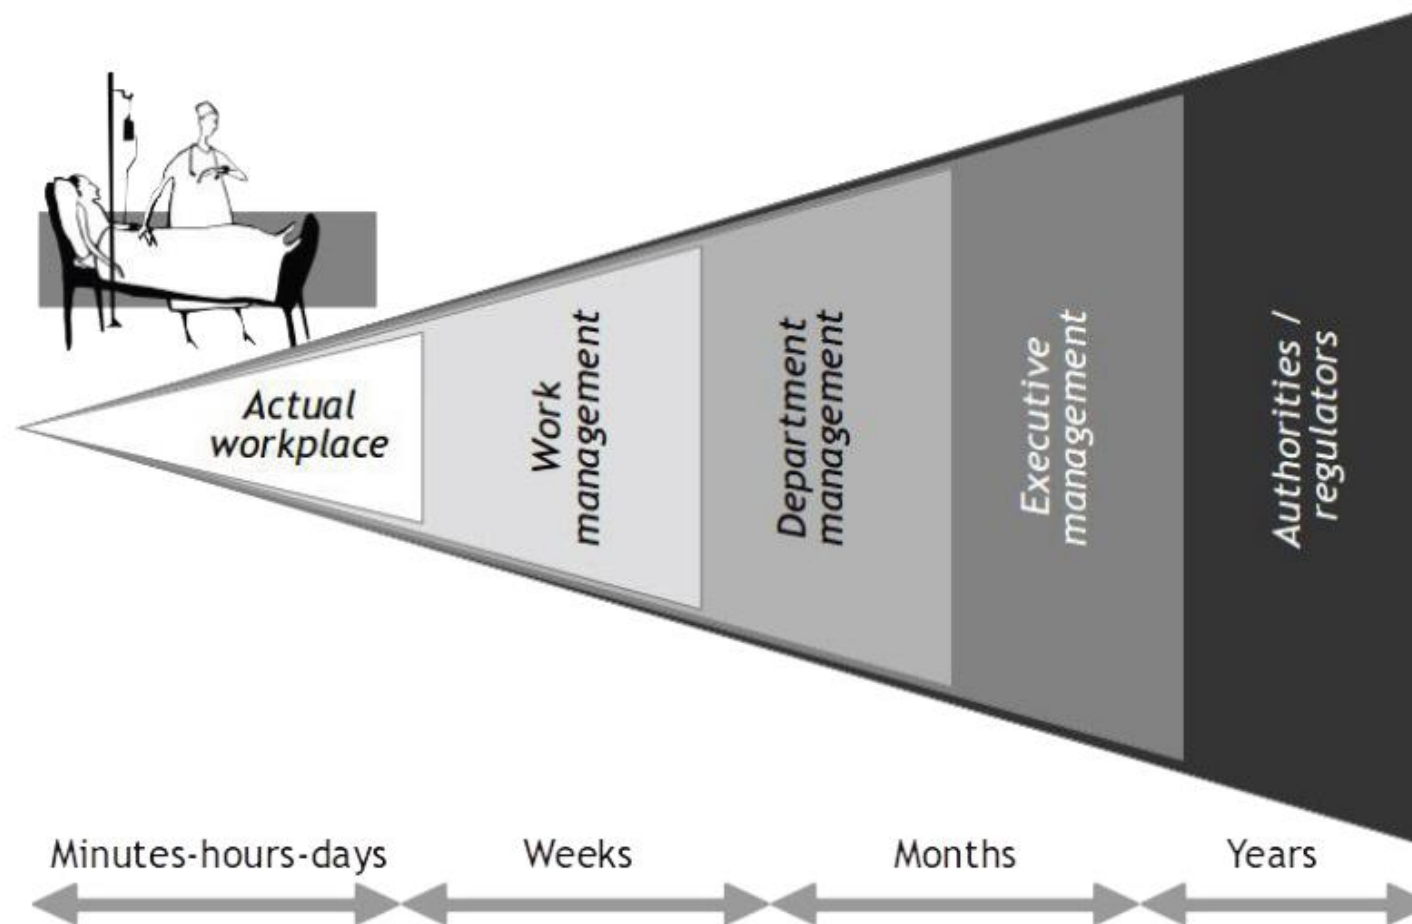 Actual
workplace
Work
management
Department
management
Executive
management
Authorities /
regulators
Minutes-hours-days
Weeks
Months
Years